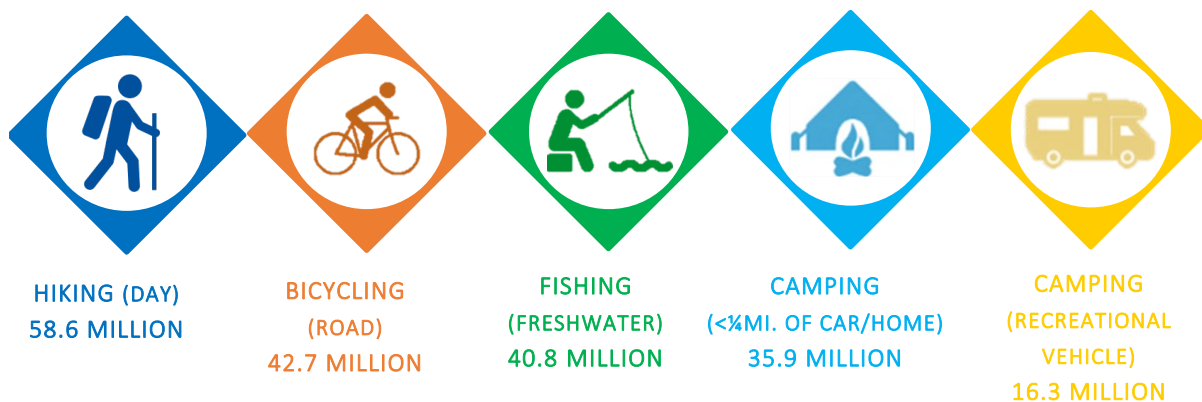 HIKING (DAY)
58.6 MILLION
BICYCLING
(ROAD)
42.7 MILLION
FISHING
(FRESHWATER)
40.8 MILLION
CAMPING
(<¼MI. OF CAR/HOME)
35.9 MILLION
CAMPING
(RECREATIONAL
VEHICLE)
16.3 MILLION